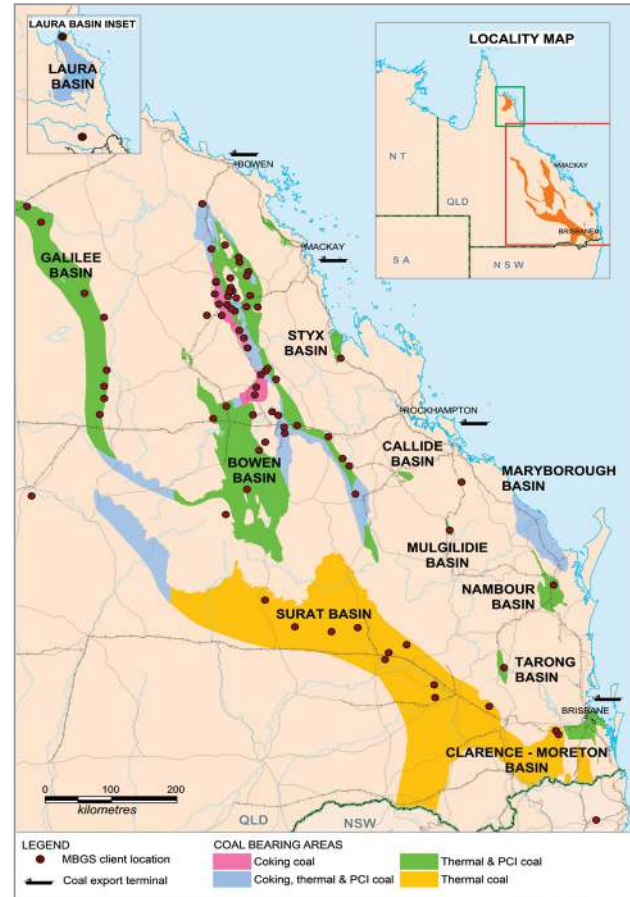 LAURA BASIN INSET
LAURA
BASIN
LOCALITY MAP
N T
QLD
S A
N S W
MACKAY
BRISBANE
BOWEN
MACKAY
GALILEE
BASIN
STYX
BASIN
ROCKHAMPTON
CALLIDE
BASIN
MARYBOROUGH
BASIN
BOWEN
BASIN
MULGILIDIE
BASIN
NAMBOUR
BASIN
SURAT BASIN
TARONG
BASIN
BRISBANE
CLARENCE - MORETON
BASIN
0 100 200
kilometres
QLD
NSW
LEGEND
MBGS client location
Coal export terminal
COAL BEARING AREAS
Coking coal
Coking, thermal & PCI coal
Thermal & PCI coal
Thermal coal